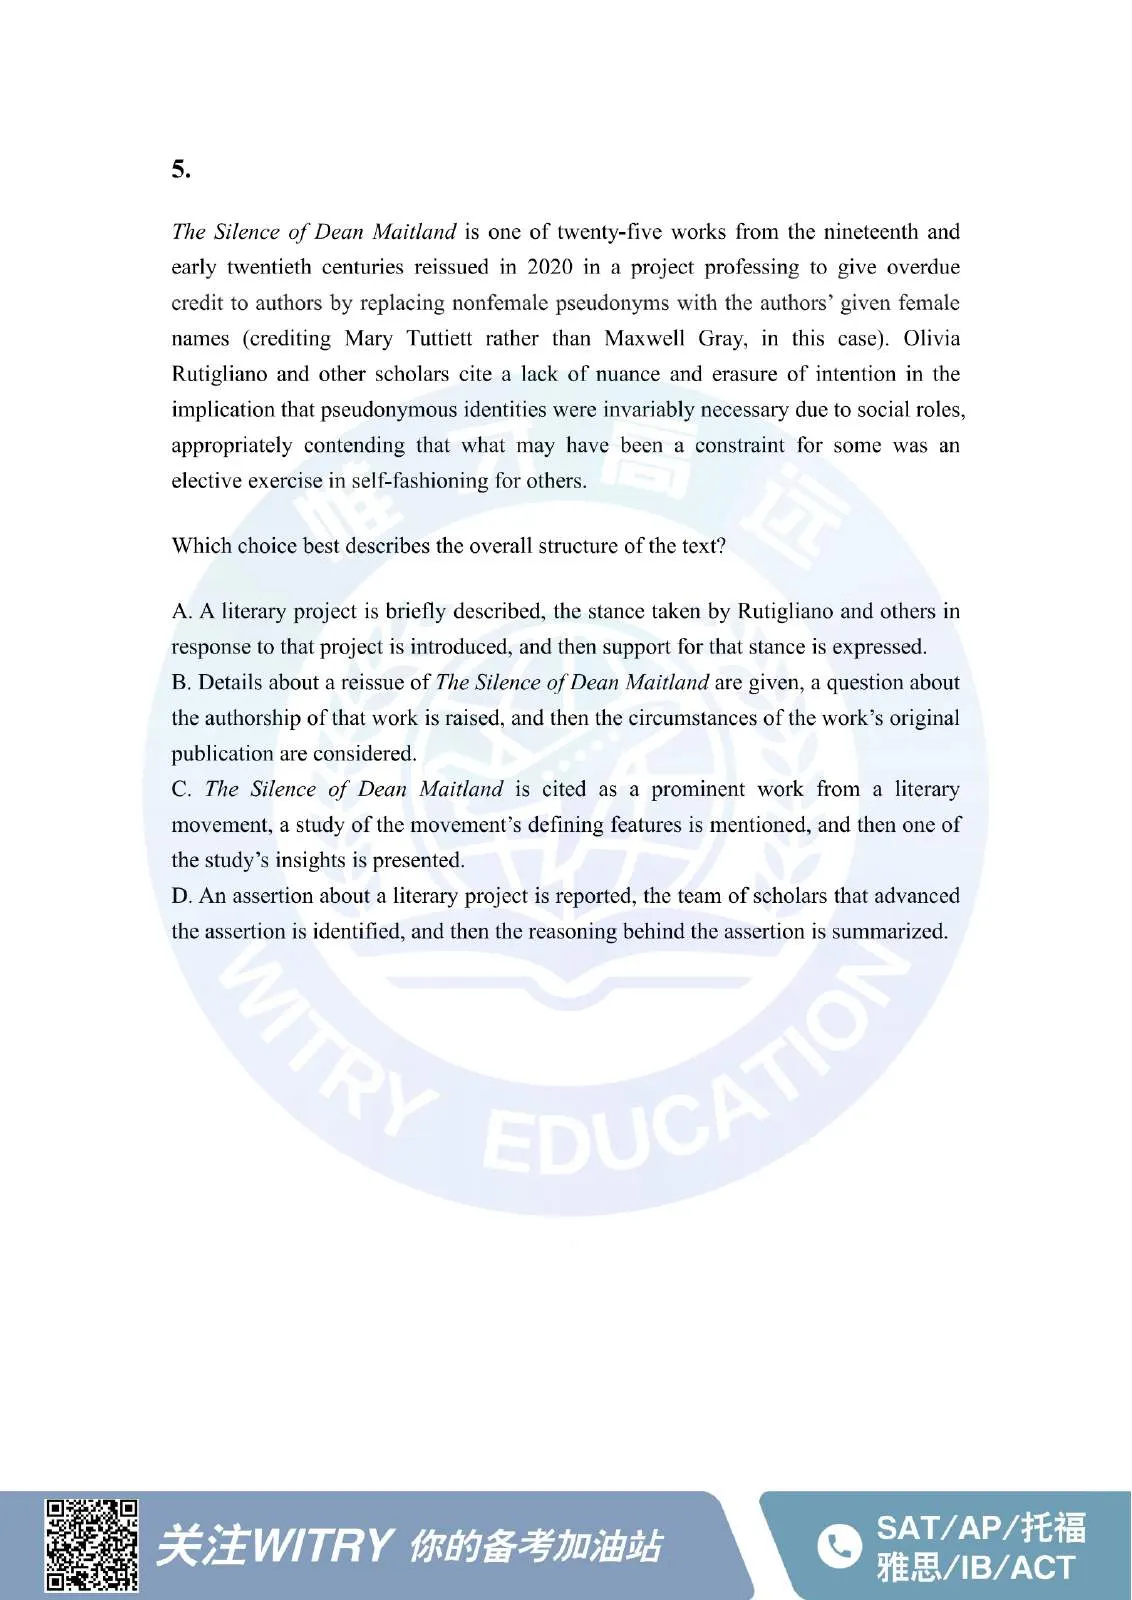 5.
The Silence of Dean Maitland is one of twenty-five works from the nineteenth and
early twentieth centuries reissued in 2020 in a project professing to give overdue
credit to authors by replacing nonfemale pseudonyms with the authors' given female
names (crediting Mary Tuttiett rather than Maxwell Gray, in this case). Olivia
Rutigliano and other scholars cite a lack of nuance and erasure of intention in the
implication that pseudonymous identities were invariably necessary due to social roles,
appropriately contending that what may have been a constraint for some was an
elective exercise in self-fashioning for others.
Which choice best describes the overall structure of the text?
A. A literary project is briefly described, the stance taken by Rutigliano and others in
response to that project is introduced, and then support for that stance is expressed.
B. Details about a reissue of The Silence of Dean Maitland are given, a question about
the authorship of that work is raised, and then the circumstances of the work's original
publication are considered.
C. The Silence of Dean Maitland is cited as a prominent work from a literary
movement, a study of the movement's defining features is mentioned, and then one of
the study's insights is presented.
D. An assertion about a literary project is reported, the team of scholars that advanced
the assertion is identified, and then the reasoning behind the assertion is summarized.
惟才高远
WITRY EDUCATION
关注WITRY 你的备考加油站
SAT/AP/托福
雅思/IB/ACT